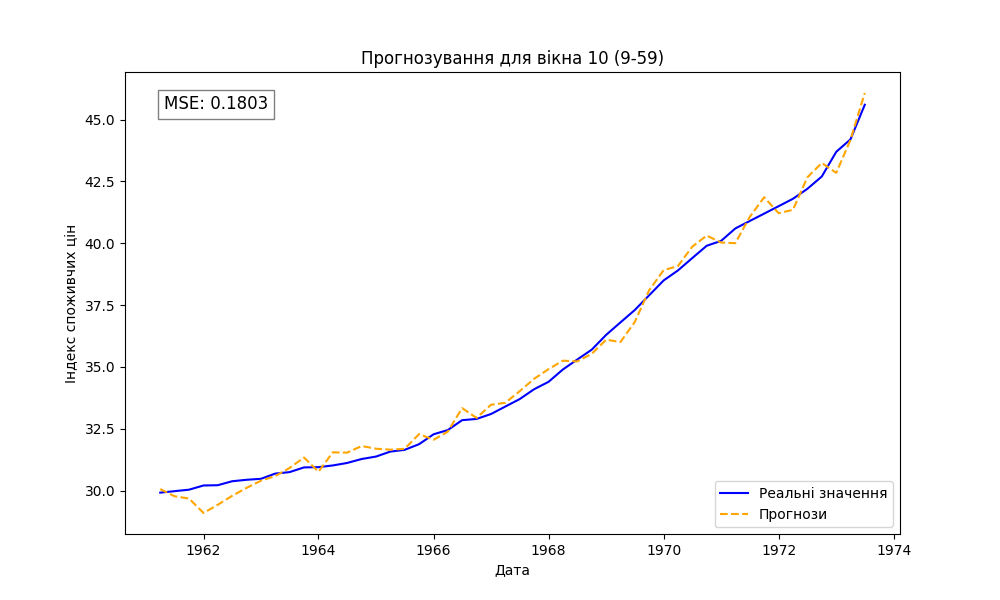 Прогнозування для вікна 10 (9-59)
MSE: 0.1803
45.0
42.5
40.0
37.5
35.0
32.5
30.0
Індекс споживчих цін
1962
1964
1966
1968
1970
1972
1974
Дата
Реальні значення
Прогнози